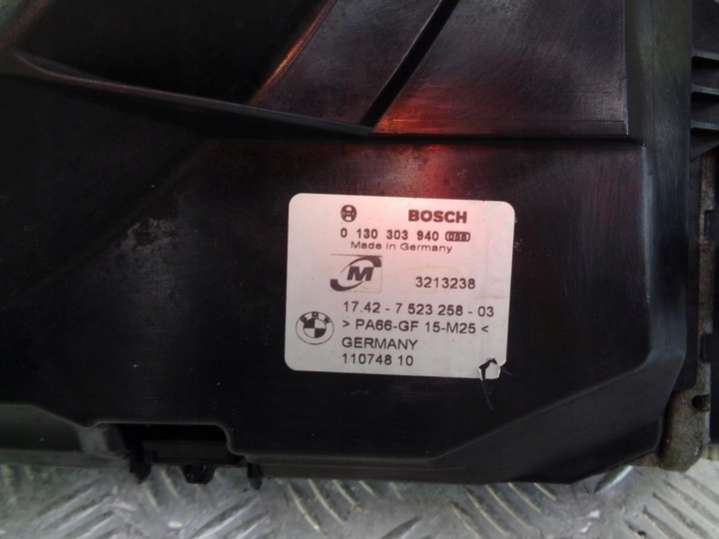 BOSCH
0 130 303 940
Made in Germany
M
3213238
17.42 - 7 523 258 - 03
> PA66-GF 15-M25 <
GERMANY
110748 10